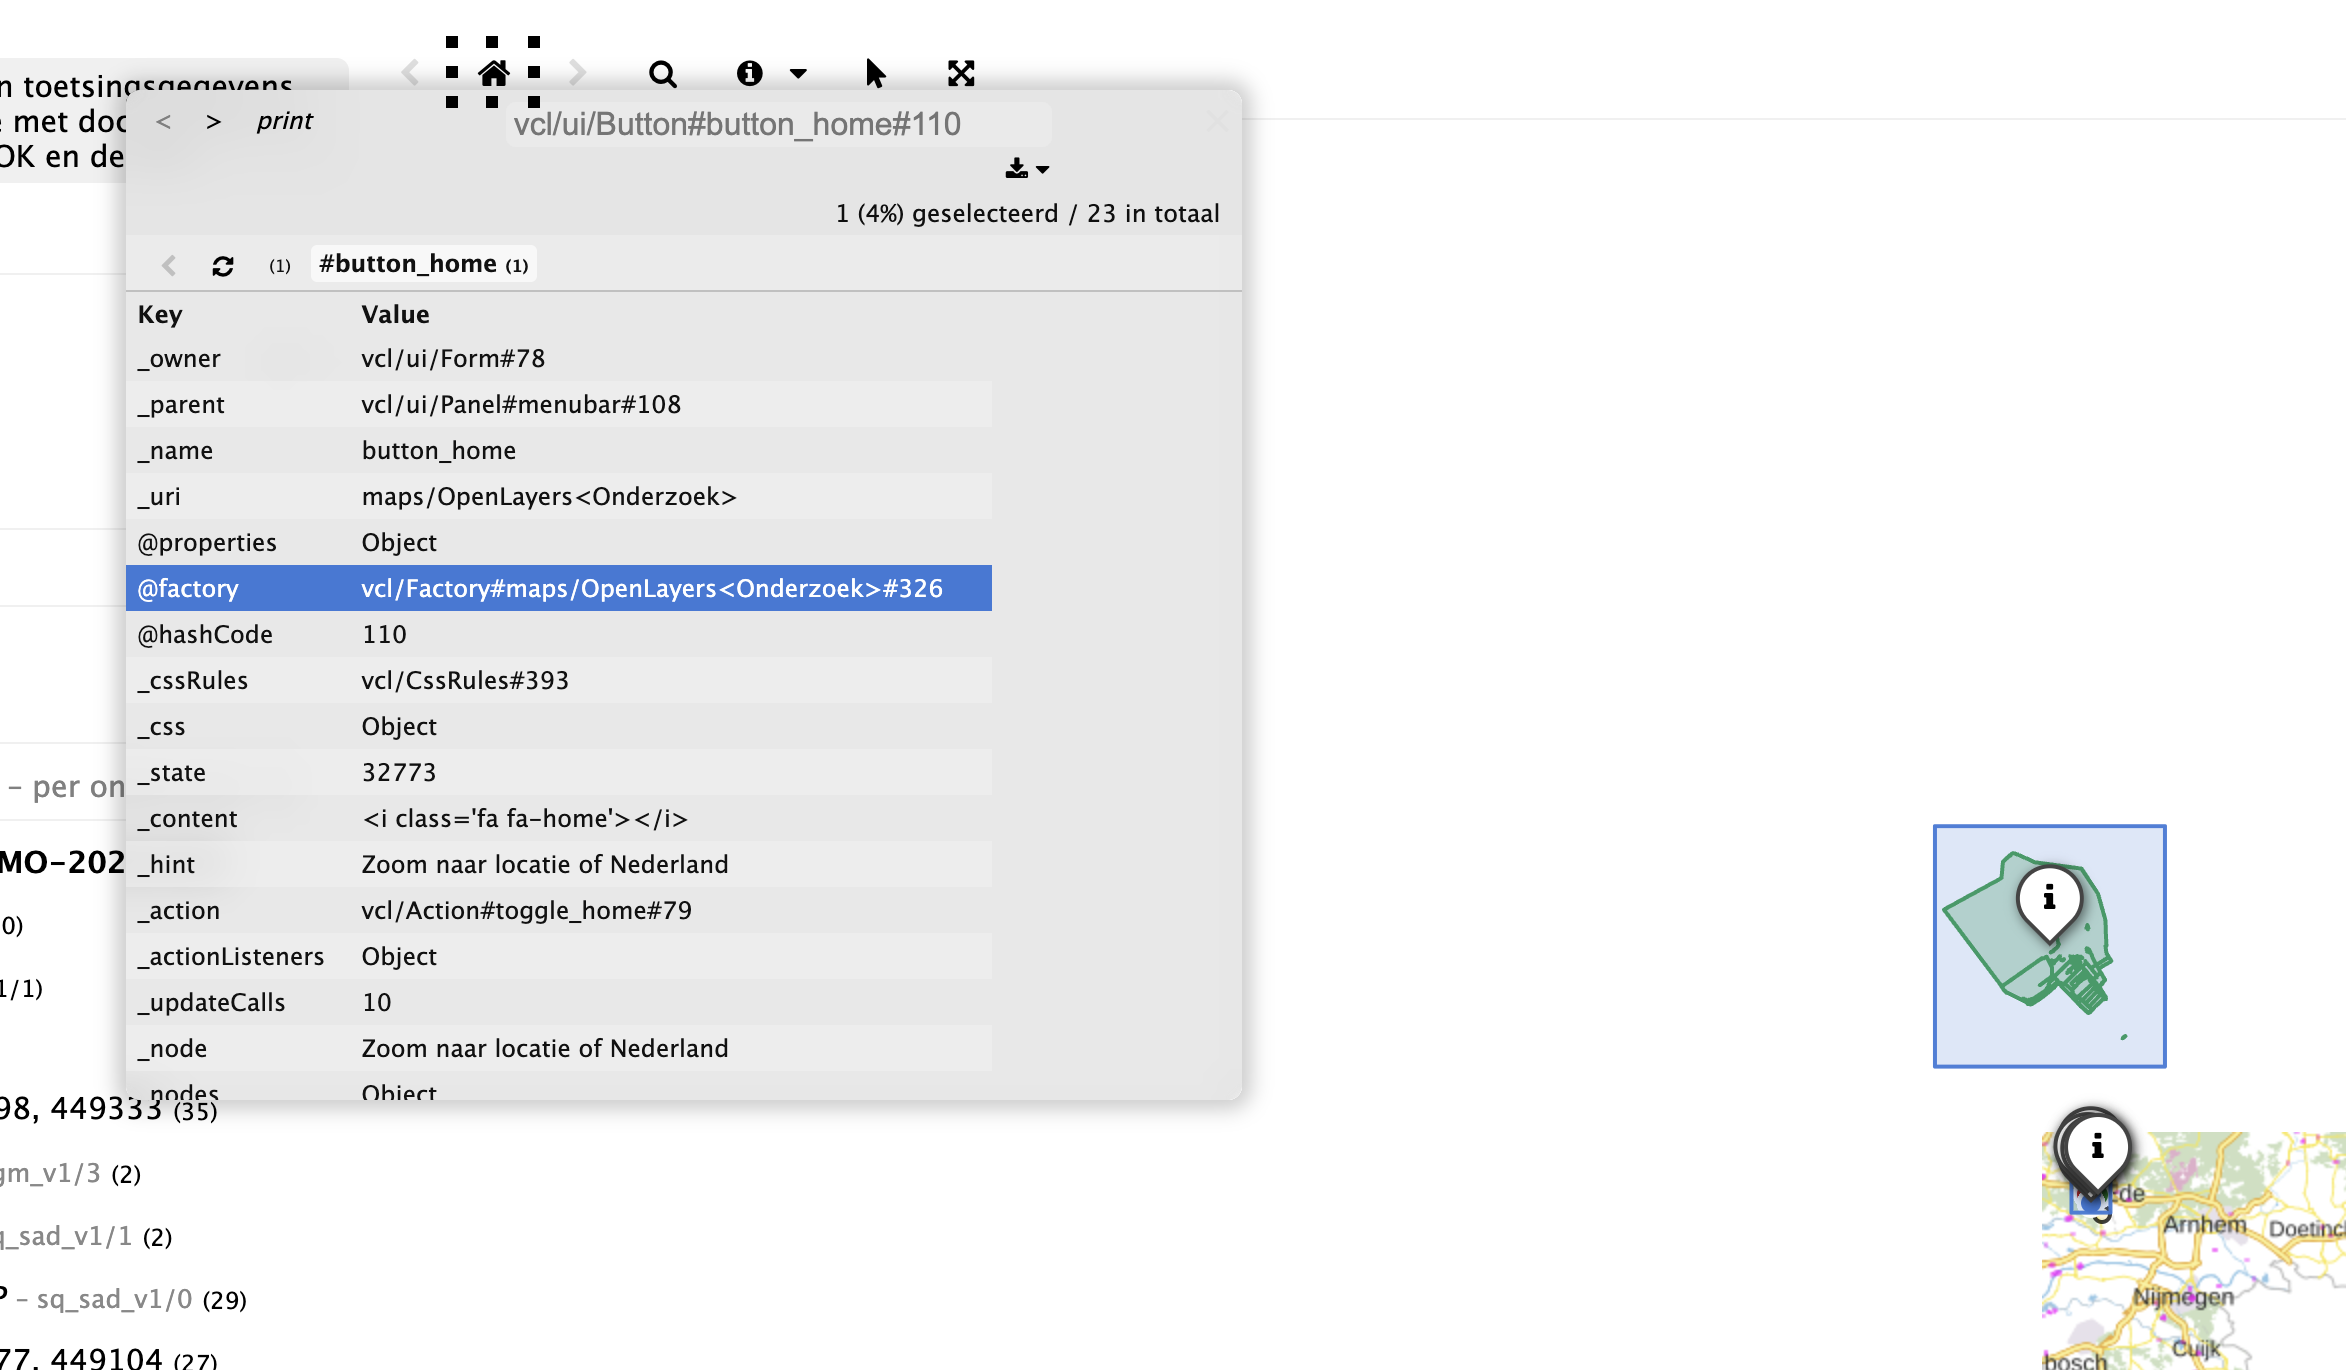 n toetsingsgegevens
e met doc
OK en de
< > print
vcl/ui/Button#button_home#110
1 (4%) geselecteerd / 23 in totaal
(1) #button_home (1)
Key Value
_owner vcl/ui/Form#78
_parent vcl/ui/Panel#menubar#108
_name button_home
_uri maps/OpenLayers<Onderzoek>
@properties Object
@factory vcl/Factory#maps/OpenLayers<Onderzoek>#326
@hashCode 110
_cssRules vcl/CssRules#393
_css Object
_state 32773
_content <i class='fa fa-home'></i>
_hint Zoom naar locatie of Nederland
_action vcl/Action#toggle_home#79
_actionListeners Object
_updateCalls 10
_node Zoom naar locatie of Nederland
_nodes Object
– per on
MO-202
0)
1/1)
98, 449333 (35)
gm_v1/3 (2)
q_sad_v1/1 (2)
P – sq_sad_v1/0 (29)
77, 449104 (27)
Ede
Arnhem
Doetinc
Nijmegen
Cuijk
bosch